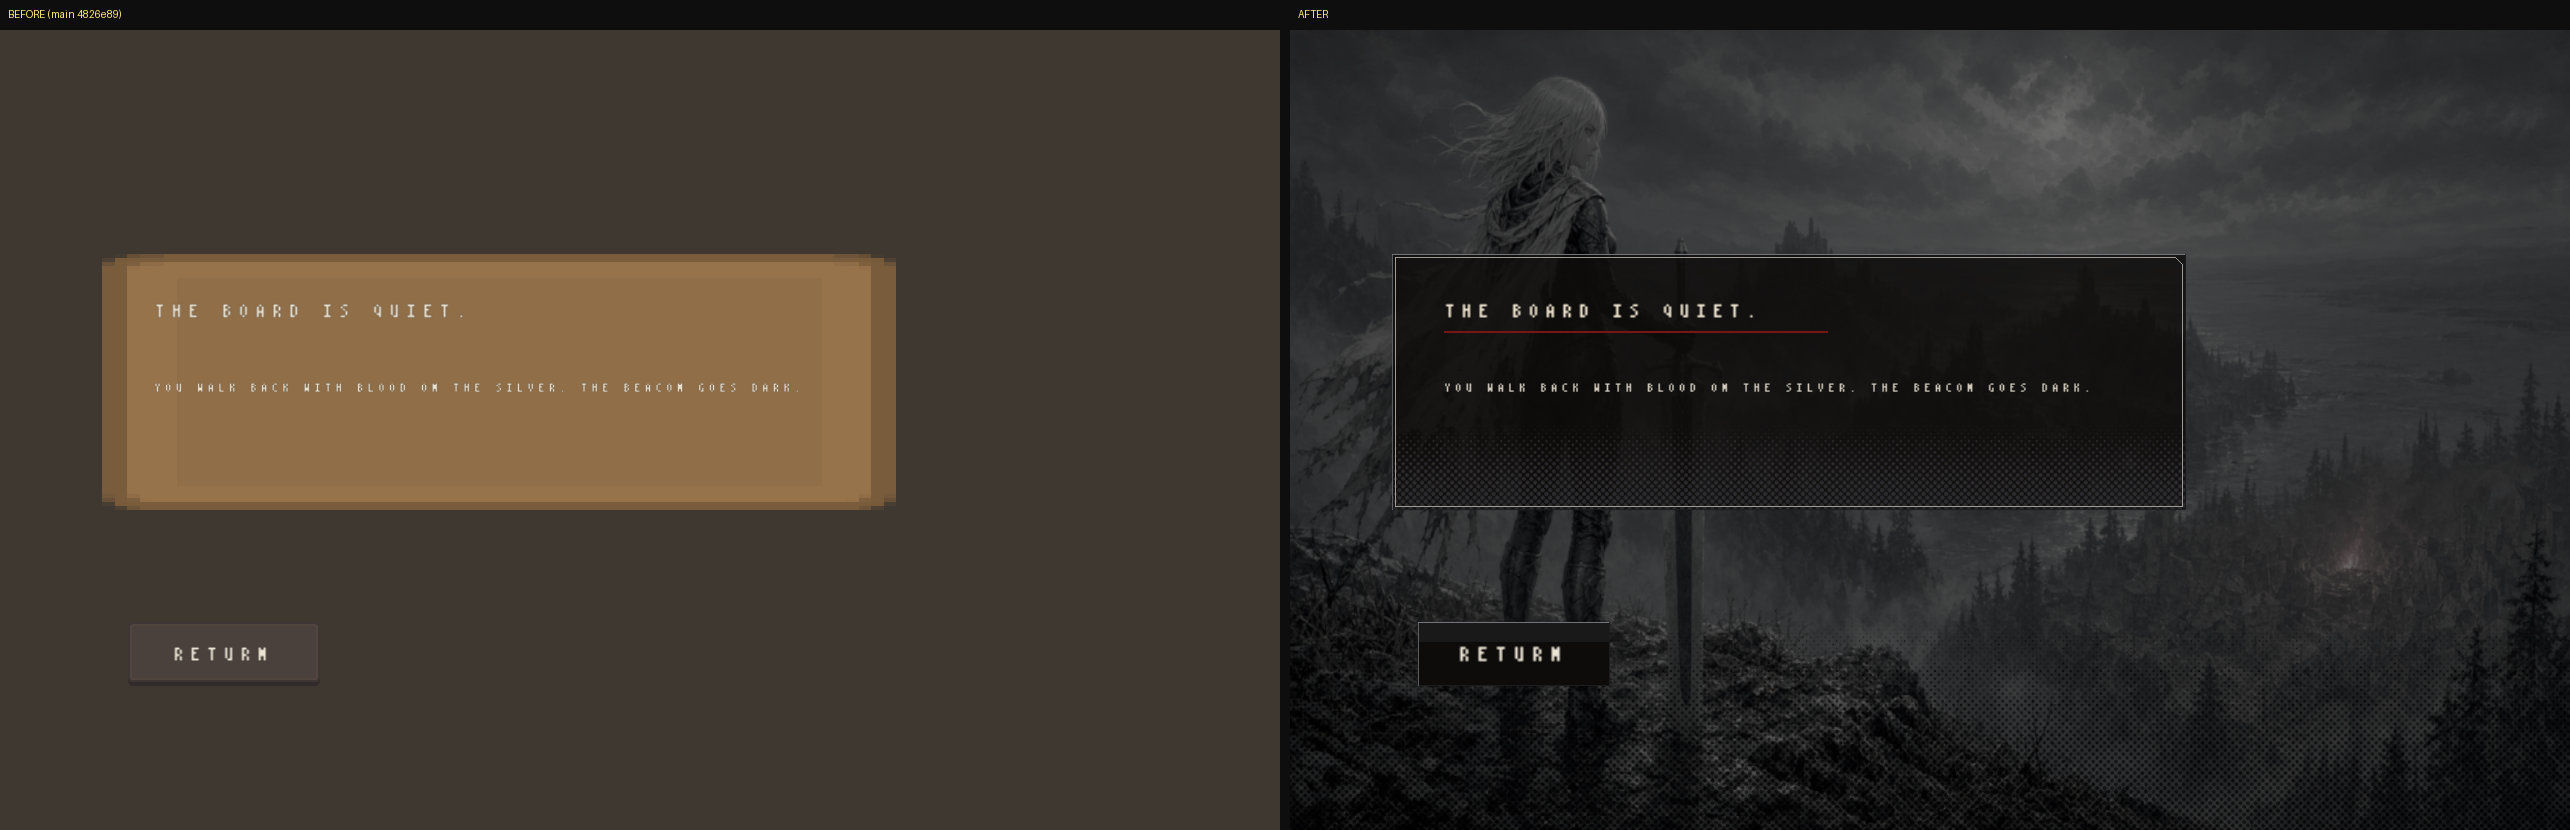 BEFORE (main 4826e89)
THE BOARD IS QUIET.
YOU WALK BACK WITH BLOOD ON THE SILVER. THE BEACON GOES DARK.
RETURN
AFTER
THE BOARD IS QUIET.
YOU WALK BACK WITH BLOOD ON THE SILVER. THE BEACON GOES DARK.
RETURN